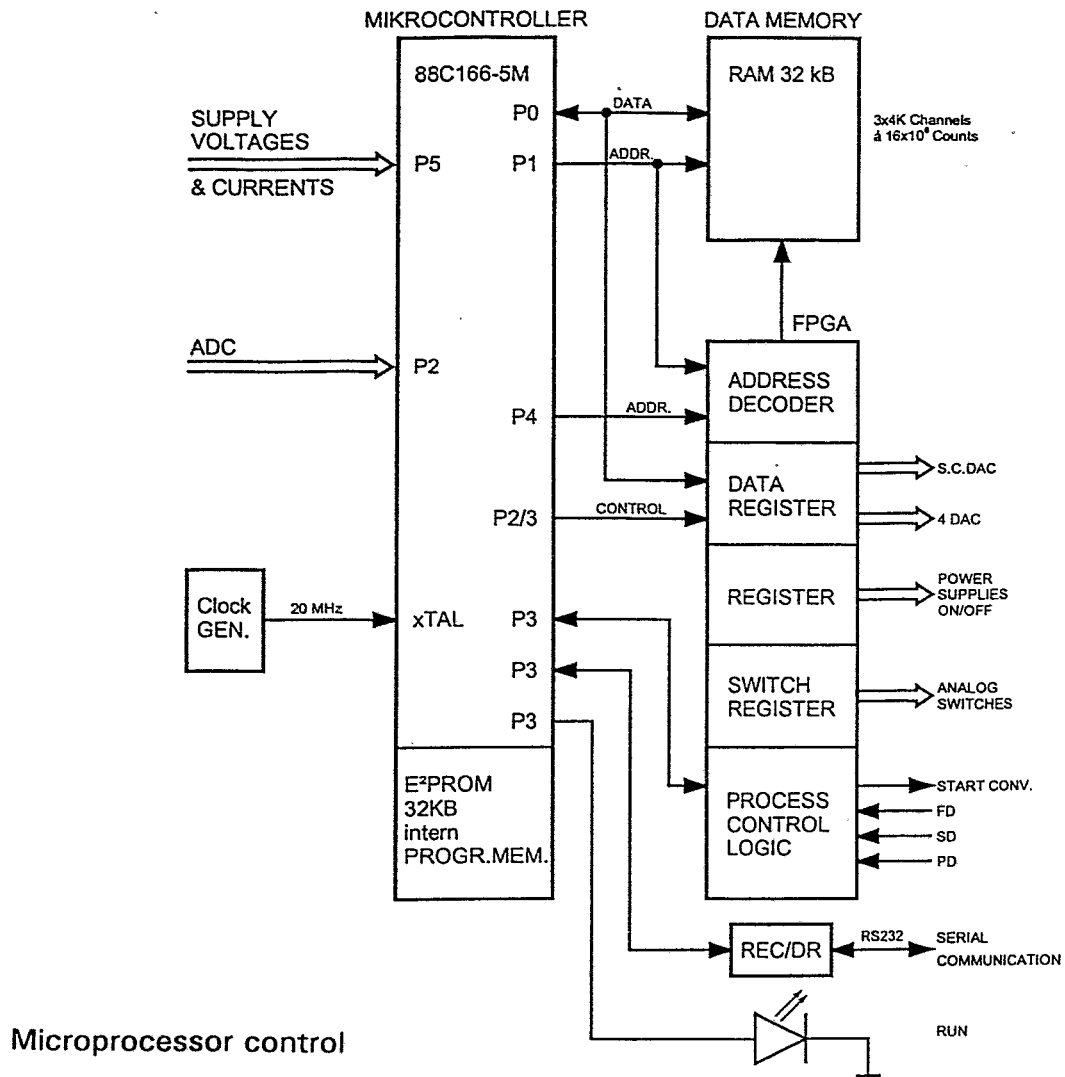 MIKROCONTROLLER
DATA MEMORY
88C166-5M
RAM 32 kB
P0
DATA
3x4K Channels
SUPPLY
VOLTAGES
& CURRENTS
P5
P1
ADDR.
FPGA
ADC
P2
ADDRESS
DECODER
P4
ADDR.
S.C.DAC
DATA
REGISTER
P2/3
CONTROL
4 DAC
REGISTER
POWER
SUPPLIES
ON/OFF
Clock
GEN.
20 MHz
xTAL
P3
P3
SWITCH
REGISTER
ANALOG
SWITCHES
P3
E²PROM
32KB
intern
PROGR.MEM.
PROCESS
CONTROL
LOGIC
START CONV.
FD
SD
PD
REC/DR
RS232
SERIAL
COMMUNICATION
RUN
Microprocessor control
à 16x10⁶ Counts